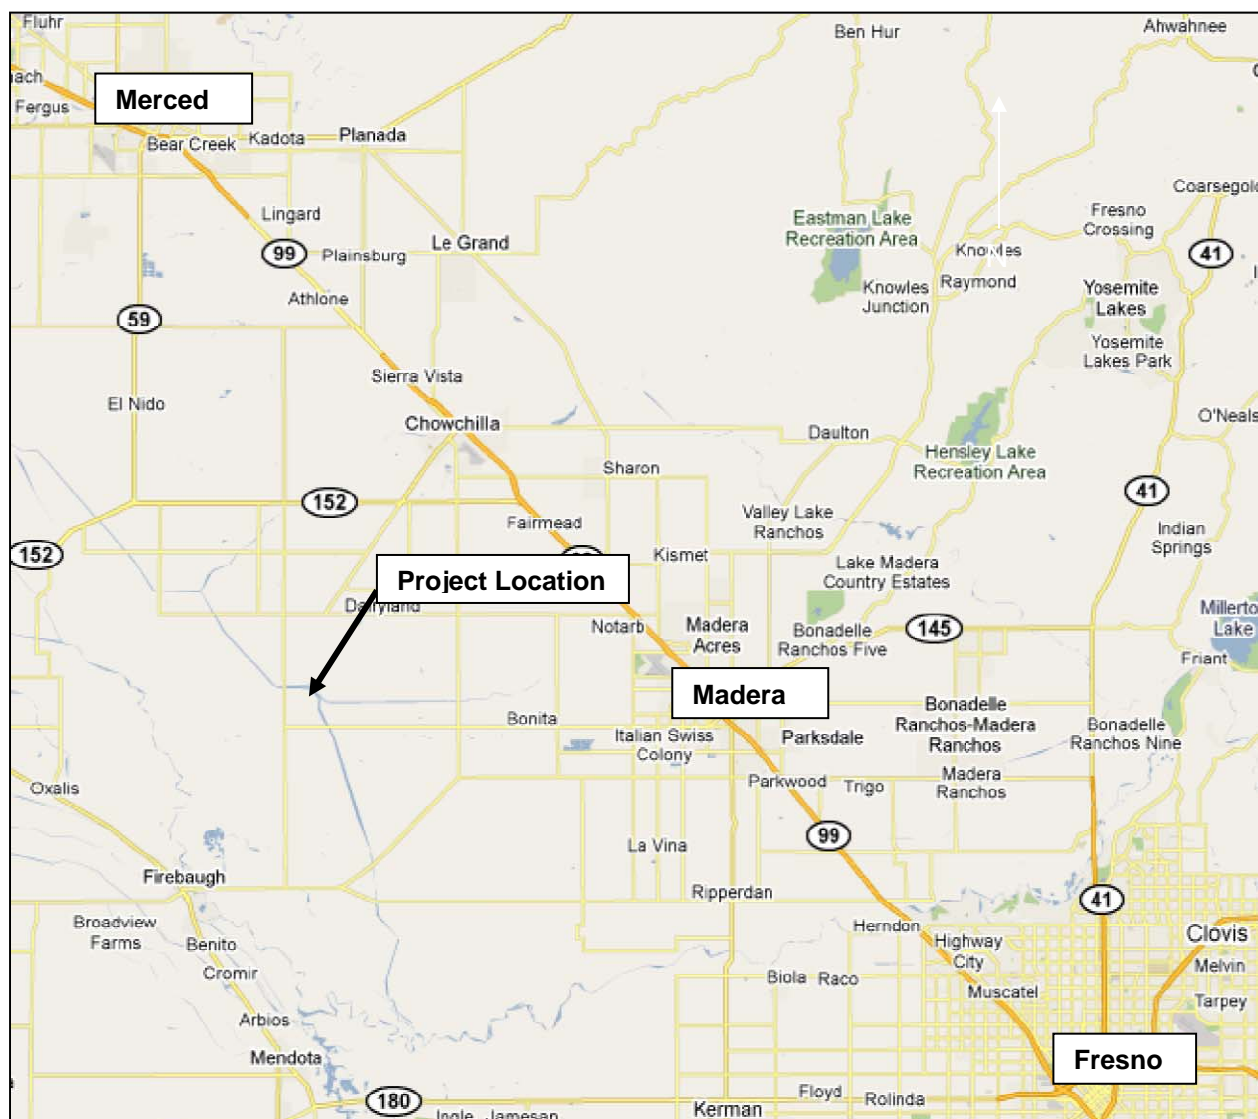 Fluhr
Ben Hur
Ahwahnee
ach
Merced
Fergus
Bear Creek
Kadota
Planada
Coarsegold
Lingard
Eastman Lake
Recreation Area
Fresno
Crossing
Le Grand
99
Plainsburg
Knowles
N
41
Knowles
Junction
Raymond
Yosemite
Lakes
Athlone
59
Yosemite
Lakes Park
Sierra Vista
El Nido
Chowchilla
O'Neals
Daulton
Hensley Lake
Recreation Area
Sharon
41
152
Valley Lake
Ranchos
Fairmead
Indian
Springs
152
Kismet
Lake Madera
Country Estates
Project Location
Dairyland
Notarb
Madera
Acres
Bonadelle
Ranchos Five
145
Millerto
Lake
Friant
Madera
Bonita
Italian Swiss
Colony
Parksdale
Bonadelle
Ranchos-Madera
Ranchos
Bonadelle
Ranchos Nine
Oxalis
Parkwood
Trigo
Madera
Ranchos
99
La Vina
Firebaugh
Ripperdan
41
Broadview
Farms
Benito
Herndon
Highway
City
Clovis
Cromir
Biola
Raco
Melvin
Muscatel
Tarpey
Arbios
Mendota
Fresno
180
Floyd
Rolinda
Ingle
Jamesan
Kerman